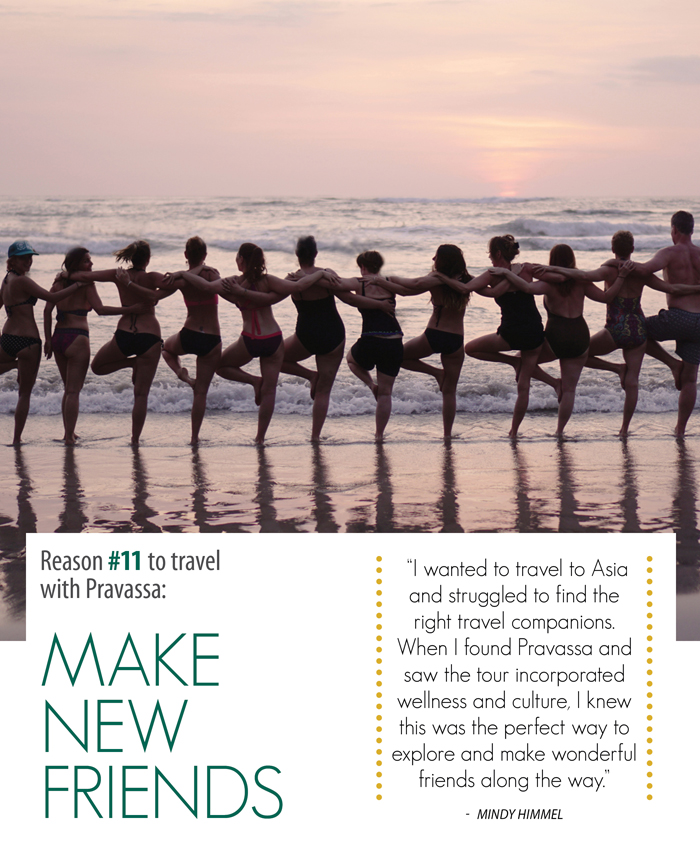 Reason #11 to travel
with Pravassa:
MAKE
NEW
FRIENDS
“I wanted to travel to Asia
and struggled to find the
right travel companions.
When I found Pravassa and
saw the tour incorporated
wellness and culture, I knew
this was the perfect way to
explore and make wonderful
friends along the way.”
- MINDY HIMMEL